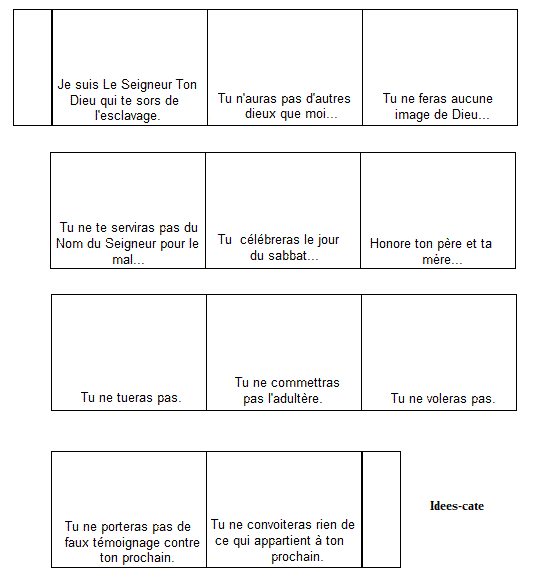 Je suis Le Seigneur Ton
Dieu qui te sors de
l'esclavage.
Tu n'auras pas d'autres
dieux que moi...
Tu ne feras aucune
image de Dieu...
Tu ne te serviras pas du
Nom du Seigneur pour le
mal...
Tu célébreras le jour
du sabbat...
Honore ton père et ta
mère...
Tu ne tueras pas.
Tu ne commettras
pas l'adultère.
Tu ne voleras pas.
Tu ne porteras pas de
faux témoignage contre
ton prochain.
Tu ne convoiteras rien de
ce qui appartient à ton
prochain.
Idees-cate